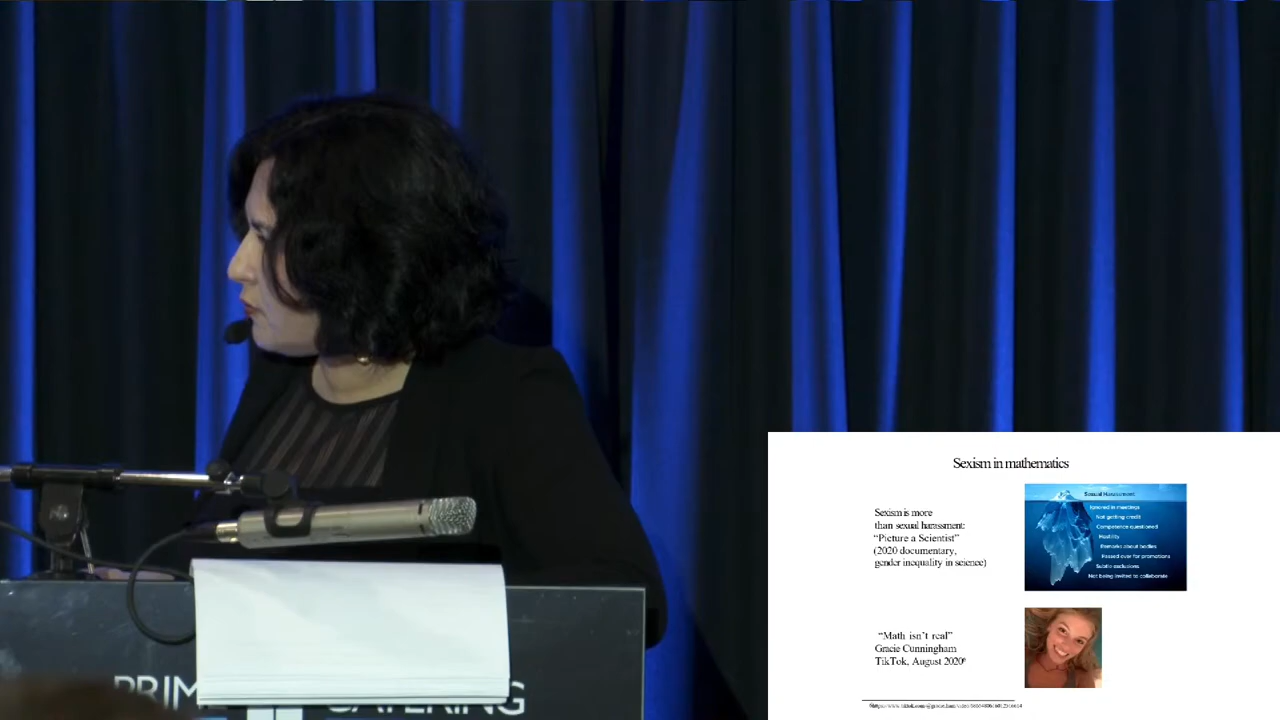 Sexism in mathematics
Sexism is more
than sexual harassment:
“Picture a Scientist”
(2020 documentary,
gender inequality in science)
Sexual Harassment
Ignored in meetings
Not getting credit
Competence questioned
Hostility
Remarks about bodies
Passed over for promotions
Subtle exclusions
Not being invited to collaborate
“Math isn’t real”
Gracie Cunningham
TikTok, August 2020
CATERING